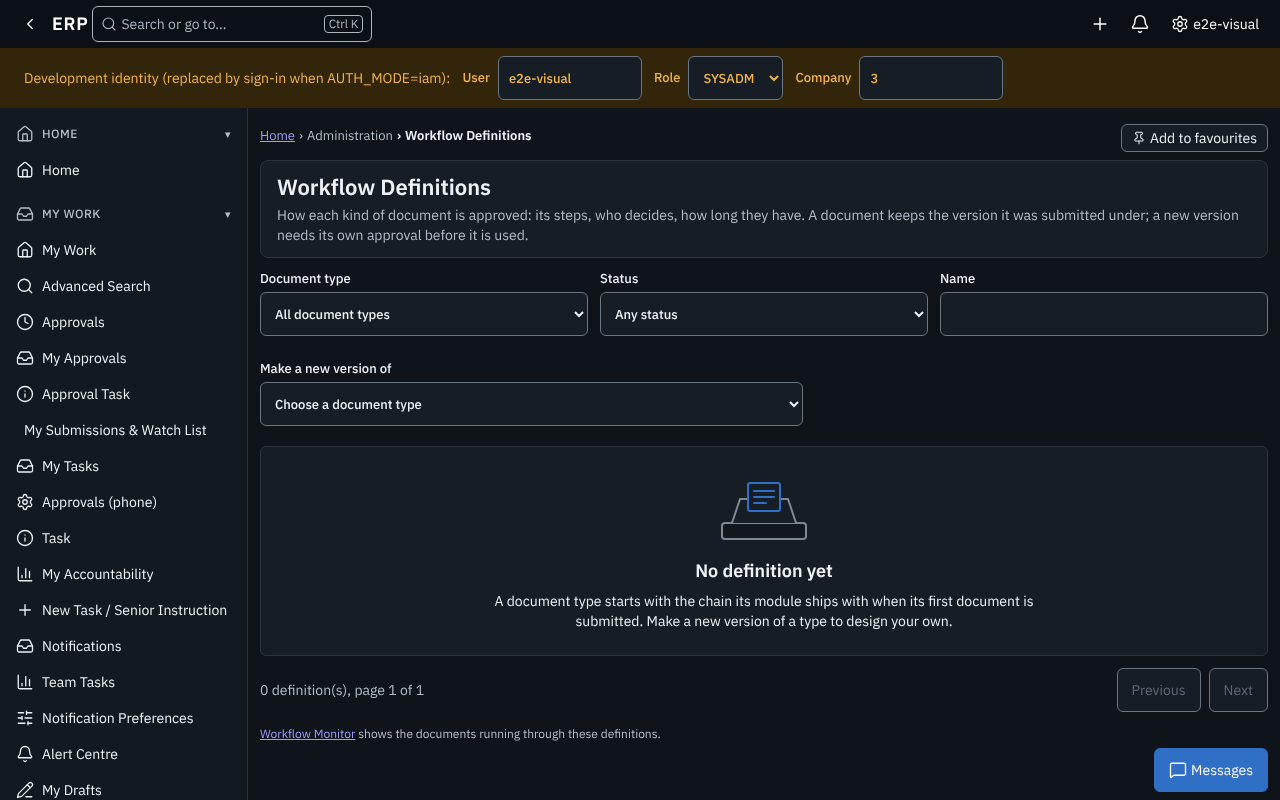 ERP
Search or go to...
Ctrl K
e2e-visual
Development identity (replaced by sign-in when AUTH_MODE=iam):
User
e2e-visual
Role
SYSADM
Company
3
HOME
Home
MY WORK
My Work
Advanced Search
Approvals
My Approvals
Approval Task
My Submissions & Watch List
My Tasks
Approvals (phone)
Task
My Accountability
New Task / Senior Instruction
Notifications
Team Tasks
Notification Preferences
Alert Centre
My Drafts
Home › Administration › Workflow Definitions
Add to favourites
Workflow Definitions
How each kind of document is approved: its steps, who decides, how long they have. A document keeps the version it was submitted under; a new version
needs its own approval before it is used.
Document type
Status
Name
All document types
Any status
Make a new version of
Choose a document type
No definition yet
A document type starts with the chain its module ships with when its first document is
submitted. Make a new version of a type to design your own.
0 definition(s), page 1 of 1
Previous
Next
Workflow Monitor shows the documents running through these definitions.
Messages